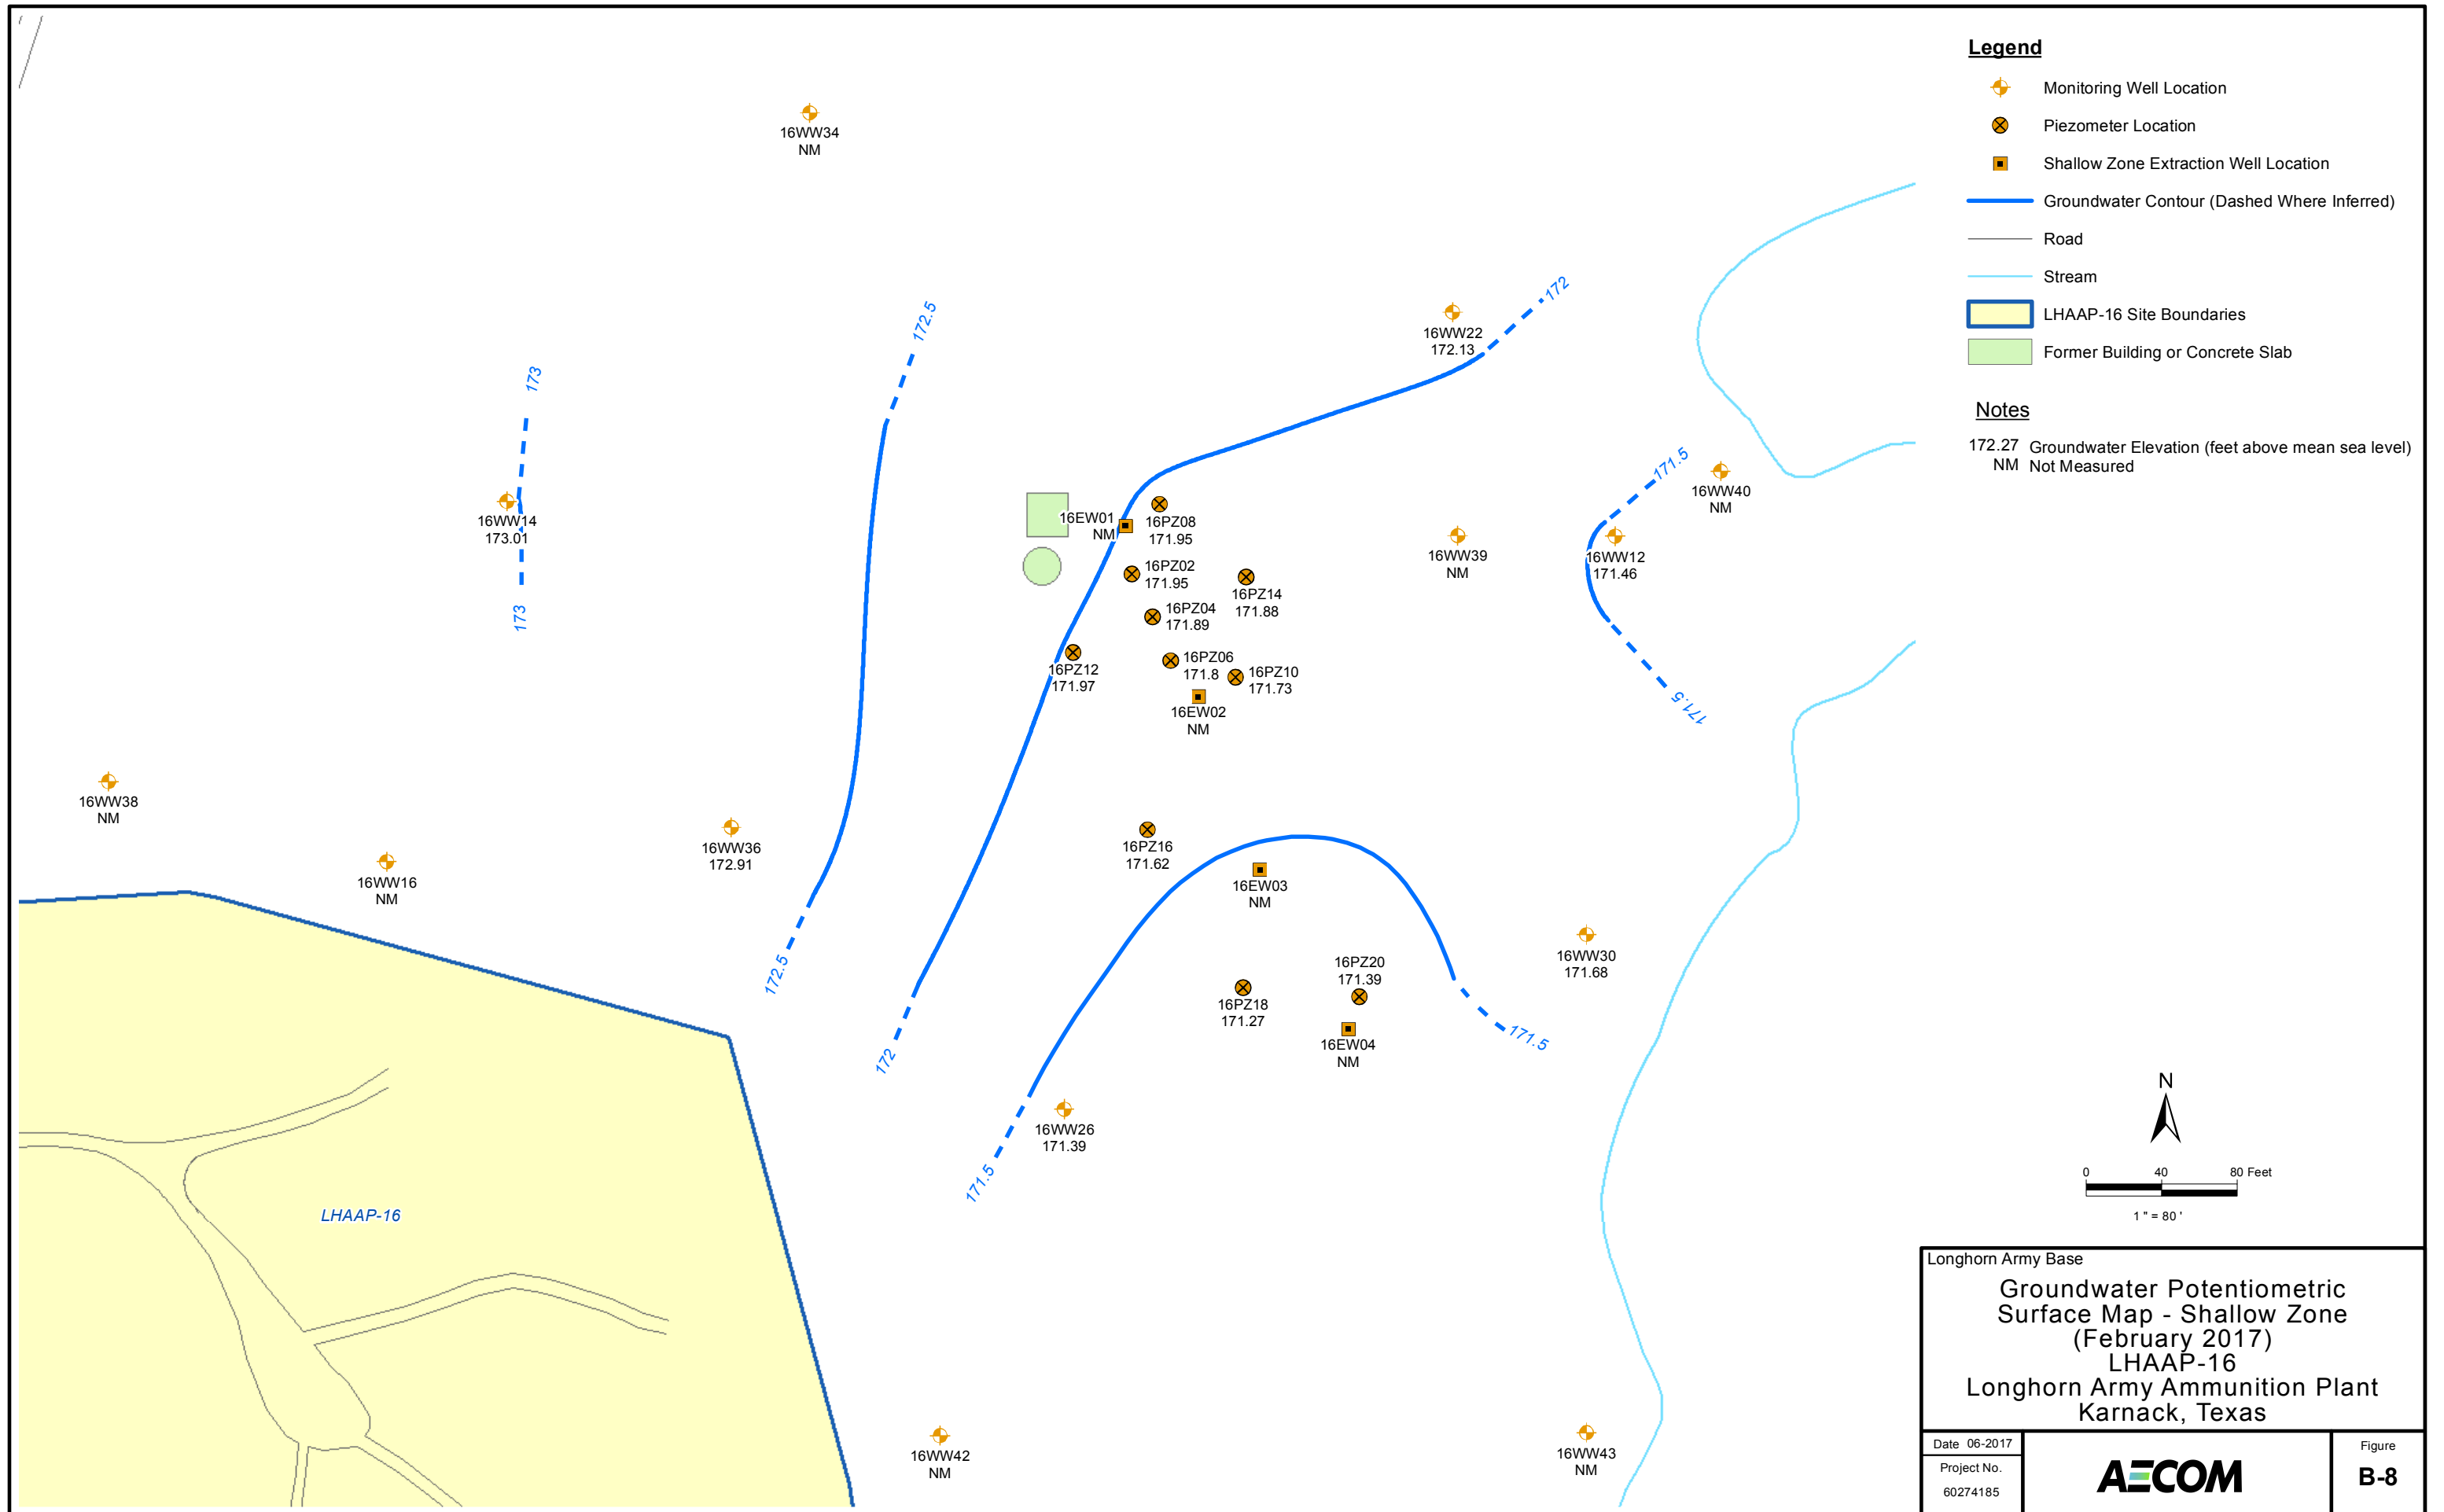 16WW34
NM
172.5
172
16WW22
172.13
173
16WW14
173.01
173
16EW01
NM
16PZ08
171.95
16PZ02
171.95
16PZ14
171.88
16PZ04
171.89
16PZ12
171.97
16PZ06
171.8
16PZ10
171.73
16EW02
NM
16WW39
NM
171.5
16WW40
NM
16WW12
171.46
171.5
16WW38
NM
16WW16
NM
16WW36
172.91
172.5
172
16PZ16
171.62
16EW03
NM
16PZ20
171.39
16PZ18
171.27
16EW04
NM
171.5
16WW30
171.68
16WW26
171.39
171.5
LHAAP-16
16WW42
NM
16WW43
NM
Legend
Monitoring Well Location
Piezometer Location
Shallow Zone Extraction Well Location
Groundwater Contour (Dashed Where Inferred)
Road
Stream
LHAAP-16 Site Boundaries
Former Building or Concrete Slab
Notes
172.27 Groundwater Elevation (feet above mean sea level)
NM Not Measured
N
0 40 80 Feet
1 " = 80 '
Longhorn Army Base
Groundwater Potentiometric
Surface Map - Shallow Zone
(February 2017)
LHAAP-16
Longhorn Army Ammunition Plant
Karnack, Texas
Date 06-2017
Project No.
60274185
AECOM
Figure
B-8